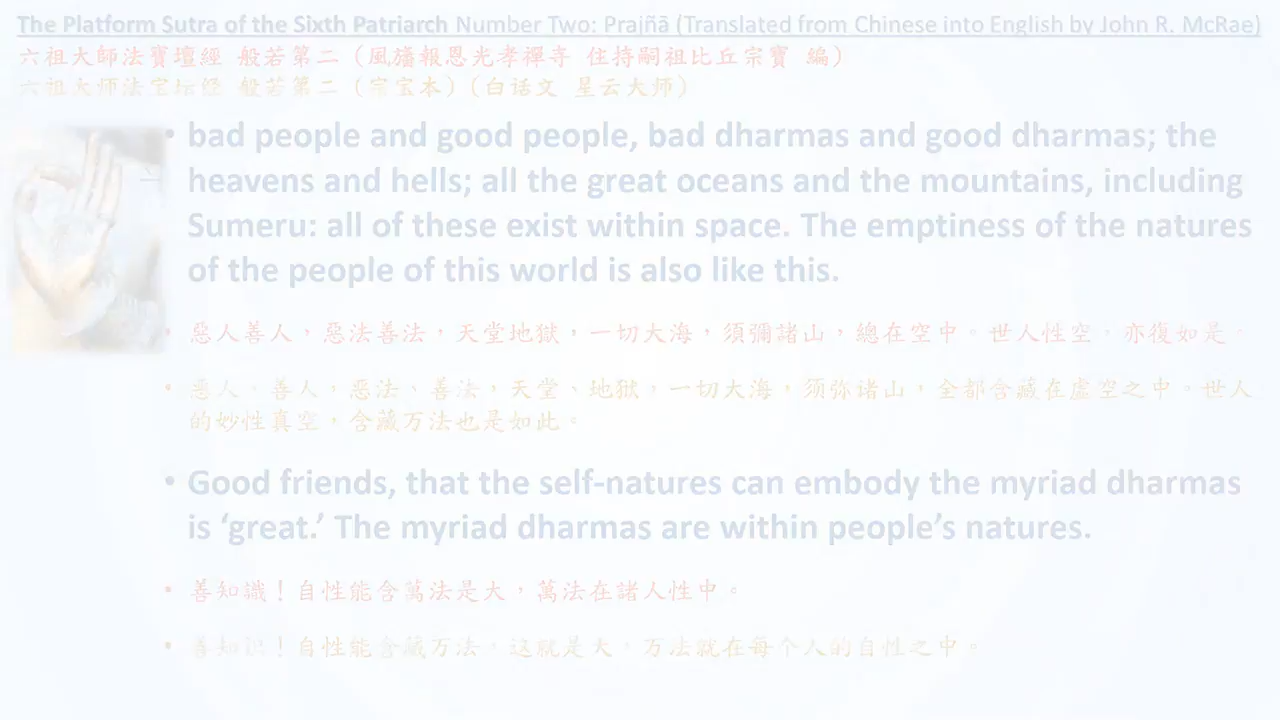 The Platform Sutra of the Sixth Patriarch Number Two: Prajñā (Translated from Chinese into English by John R. McRae)
六祖大師法寶壇經 般若第二（風旛報恩光孝禪寺 住持嗣祖比丘宗寶 編）
六祖大师法宝坛经 般若第二（宗宝本）（白话文 星云大师）
• bad people and good people, bad dharmas and good dharmas; the
heavens and hells; all the great oceans and the mountains, including
Sumeru: all of these exist within space. The emptiness of the natures
of the people of this world is also like this.
• 惡人善人，惡法善法，天堂地獄，一切大海，須彌諸山，總在空中。世人性空，亦復如是。
• 恶人、善人，恶法、善法，天堂、地狱，一切大海，须弥诸山，全都含藏在虚空之中。世人
的妙性真空，含藏万法也是如此。
• Good friends, that the self-natures can embody the myriad dharmas
is ‘great.’ The myriad dharmas are within people’s natures.
• 善知識！自性能含萬法是大，萬法在諸人性中。
• 善知识！自性能含藏万法，这就是大，万法就在每个人的自性之中。